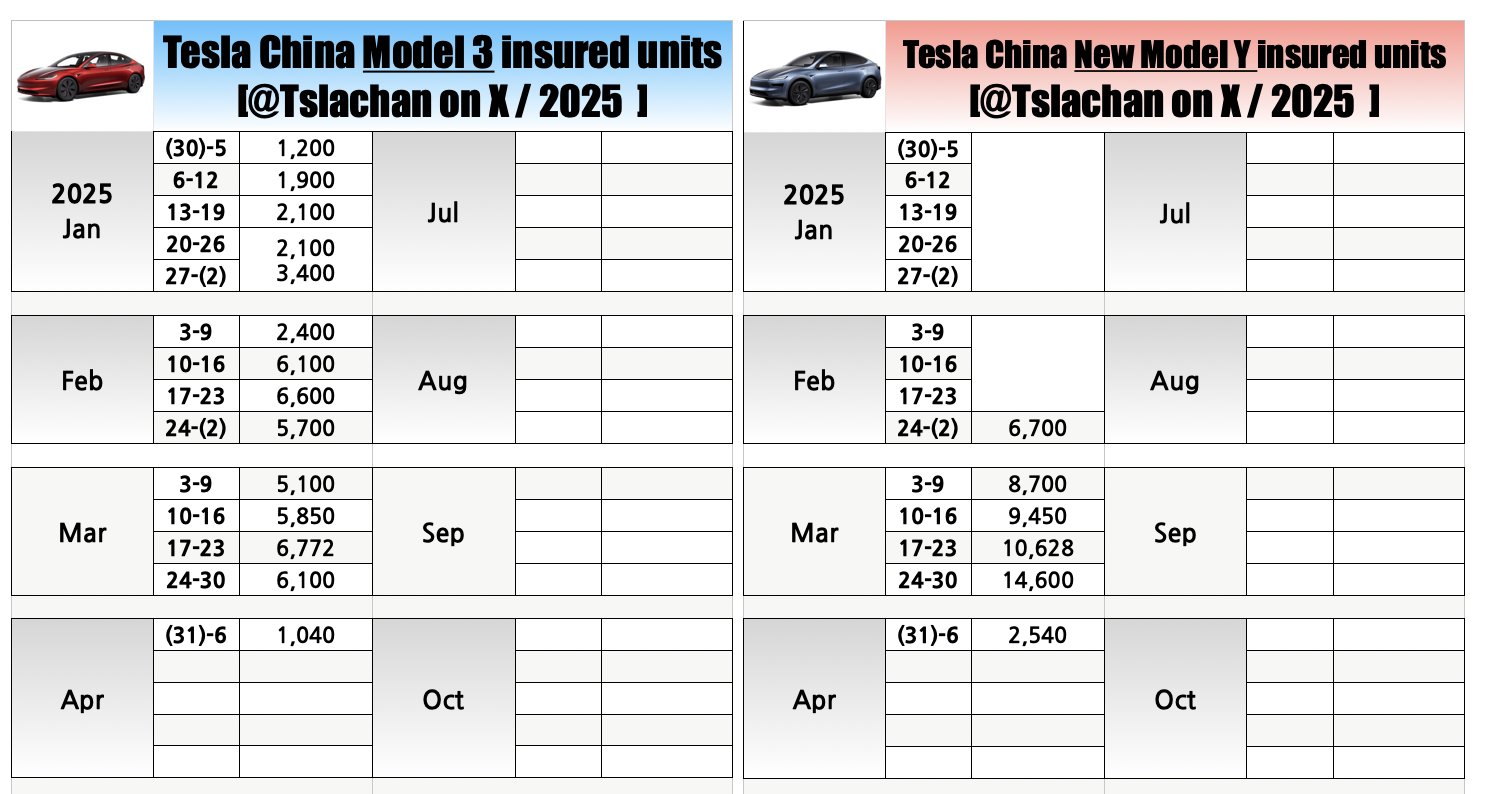 Tesla China Model 3 insured units
[@Tslachan on X / 2025 ]
2025
Jan
(30)-5 1,200
6-12 1,900
13-19 2,100
20-26 2,100
27-(2) 3,400
Jul
Feb
3-9 2,400
10-16 6,100
17-23 6,600
24-(2) 5,700
Aug
Mar
3-9 5,100
10-16 5,850
17-23 6,772
24-30 6,100
Sep
Apr
(31)-6 1,040
Oct
Tesla China New Model Y insured units
[@Tslachan on X / 2025 ]
2025
Jan
(30)-5
6-12
13-19
20-26
27-(2)
Jul
Feb
3-9
10-16
17-23
24-(2) 6,700
Aug
Mar
3-9 8,700
10-16 9,450
17-23 10,628
24-30 14,600
Sep
Apr
(31)-6 2,540
Oct